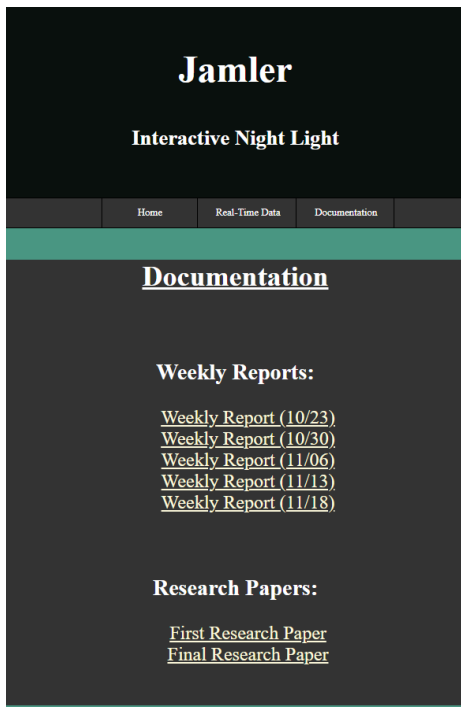 Jamler
Interactive Night Light
Home Real-Time Data Documentation
Documentation
Weekly Reports:
Weekly Report (10/23)
Weekly Report (10/30)
Weekly Report (11/06)
Weekly Report (11/13)
Weekly Report (11/18)
Research Papers:
First Research Paper
Final Research Paper